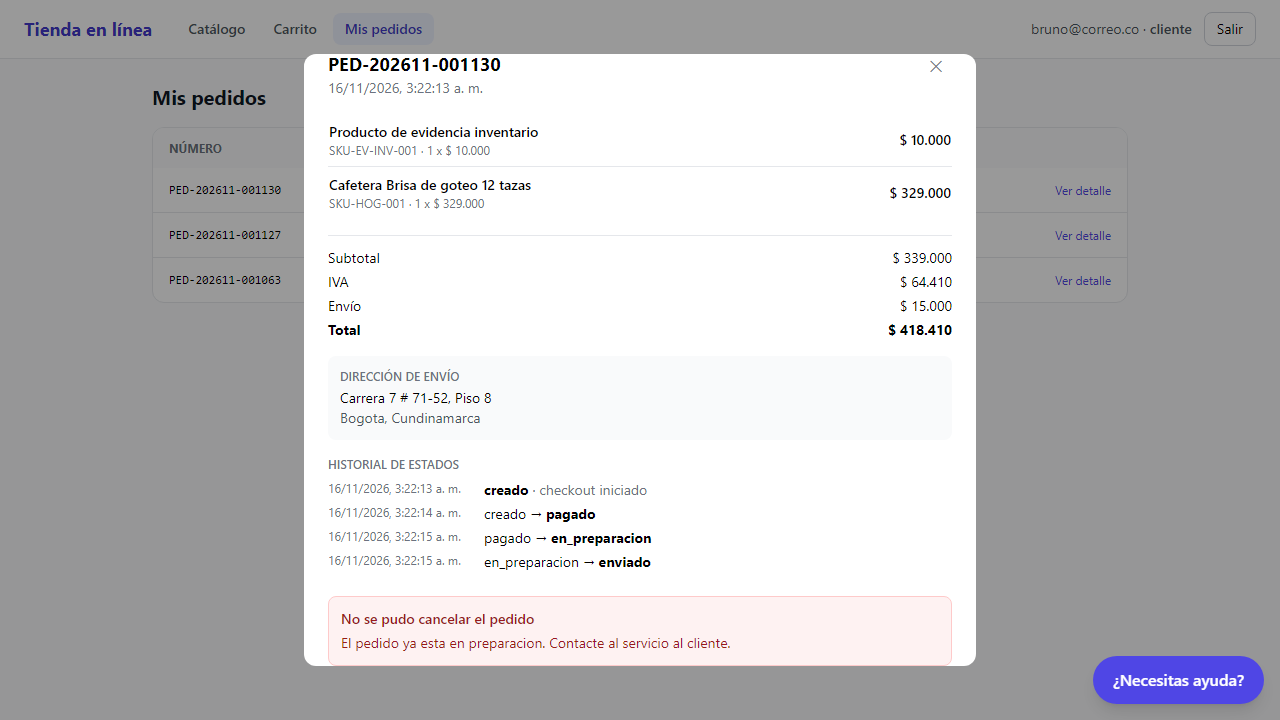 Tienda en línea Catálogo Carrito Mis pedidos bruno@correo.co · cliente Salir
Mis pedidos
NÚMERO
PED-202611-001130 Ver detalle
PED-202611-001127 Ver detalle
PED-202611-001063 Ver detalle
PED-202611-001130
16/11/2026, 3:22:13 a. m.
Producto de evidencia inventario $ 10.000
SKU-EV-INV-001 · 1 x $ 10.000
Cafetera Brisa de goteo 12 tazas $ 329.000
SKU-HOG-001 · 1 x $ 329.000
Subtotal $ 339.000
IVA $ 64.410
Envío $ 15.000
Total $ 418.410
DIRECCIÓN DE ENVÍO
Carrera 7 # 71-52, Piso 8
Bogota, Cundinamarca
HISTORIAL DE ESTADOS
16/11/2026, 3:22:13 a. m. creado · checkout iniciado
16/11/2026, 3:22:14 a. m. creado → pagado
16/11/2026, 3:22:15 a. m. pagado → en_preparacion
16/11/2026, 3:22:15 a. m. en_preparacion → enviado
No se pudo cancelar el pedido
El pedido ya esta en preparacion. Contacte al servicio al cliente.
¿Necesitas ayuda?